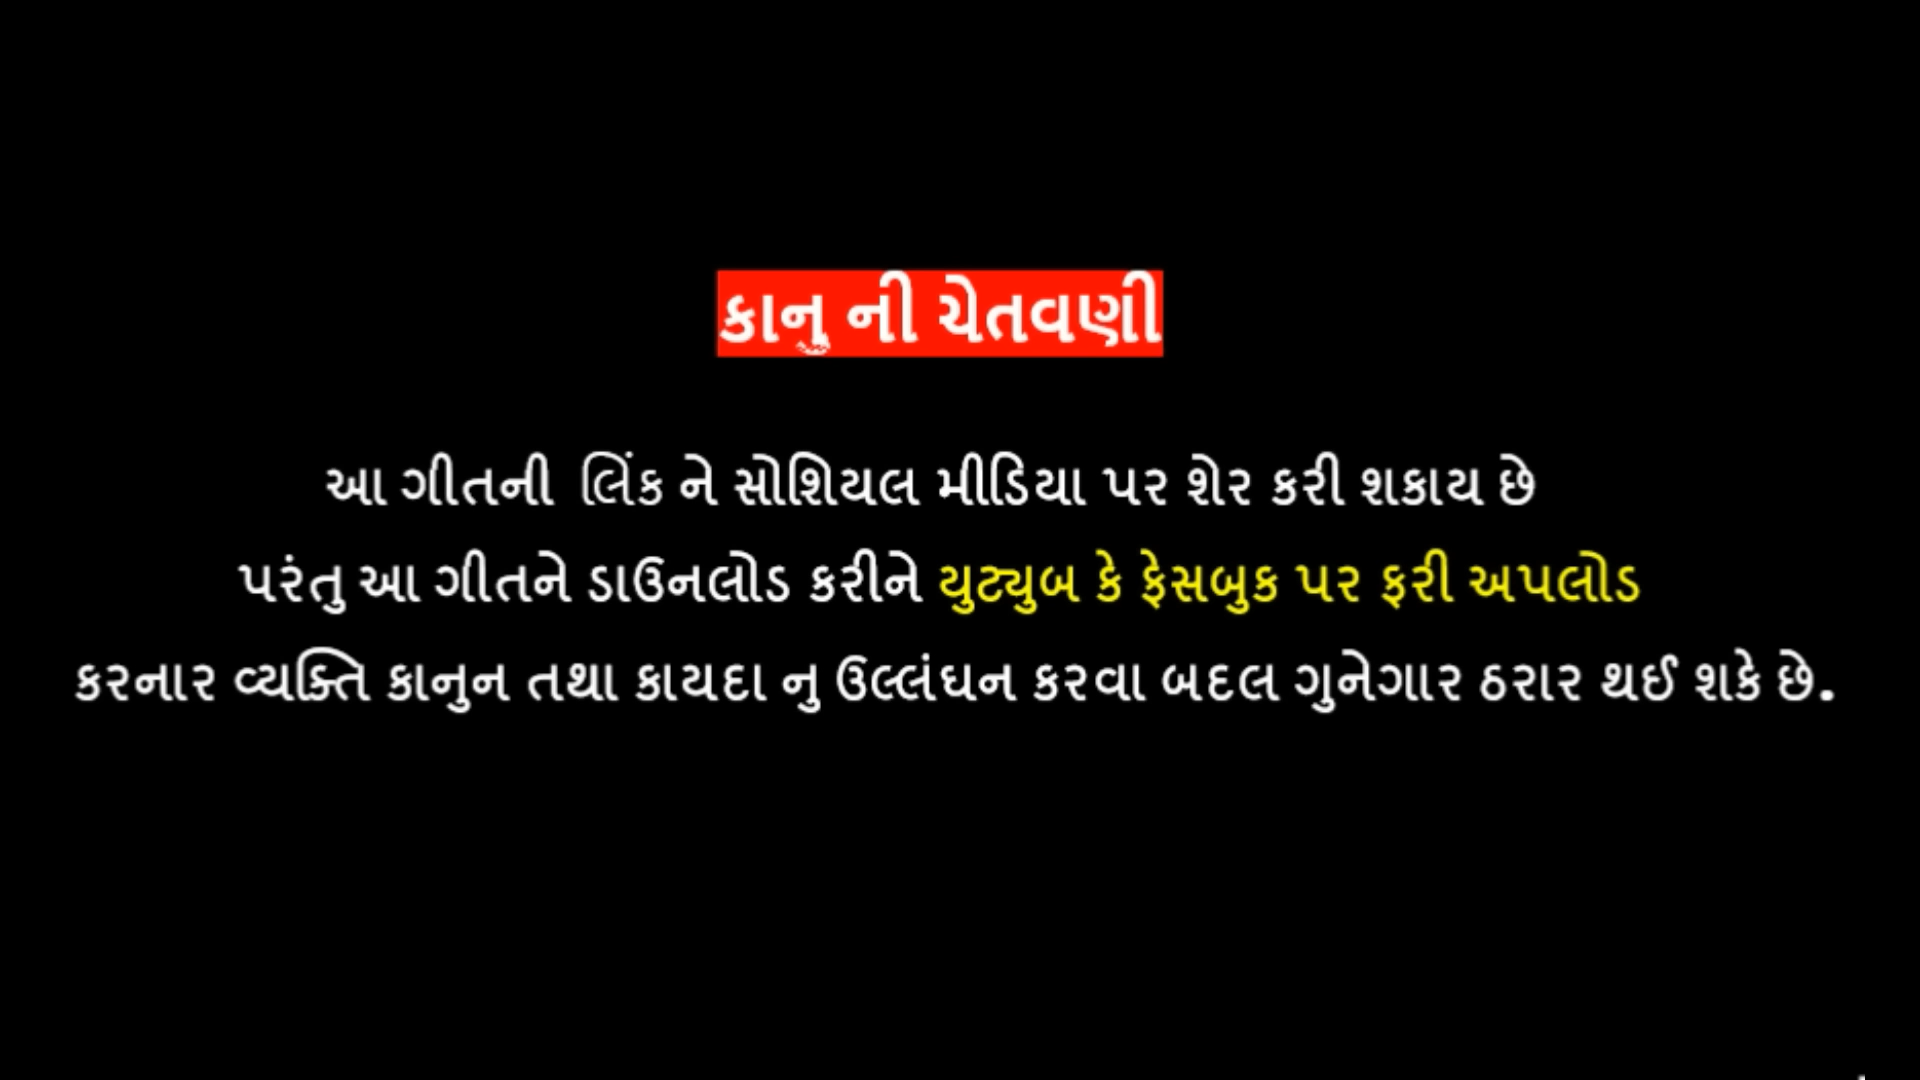 કાનુ ની ચેતવણી
આ ગીતની લિંક ને સોશિયલ મીડિયા પર શેર કરી શકાય છે
પરંતુ આ ગીતને ડાઉનલોડ કરીને યુટ્યુબ કે ફેસબુક પર ફરી અપલોડ
કરનાર વ્યક્તિ કાનુન તથા કાયદા નુ ઉલ્લંઘન કરવા બદલ ગુનેગાર ઠરાર થઈ શકે છે.